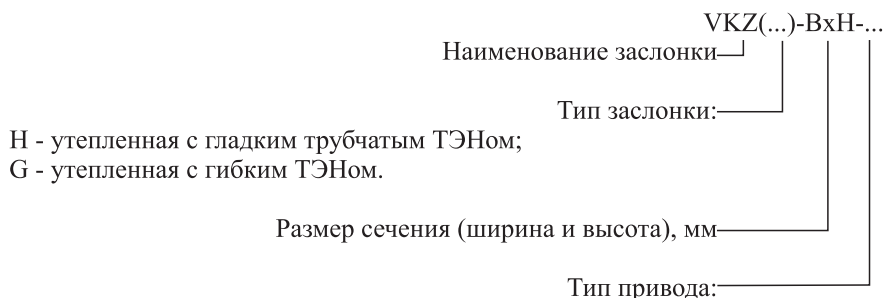 VKZ(...)-BxH-...
Наименование заслонки
Тип заслонки:
Н - утепленная с гладким трубчатым ТЭНом;
G - утепленная с гибким ТЭНом.
Размер сечения (ширина и высота), мм
Тип привода: